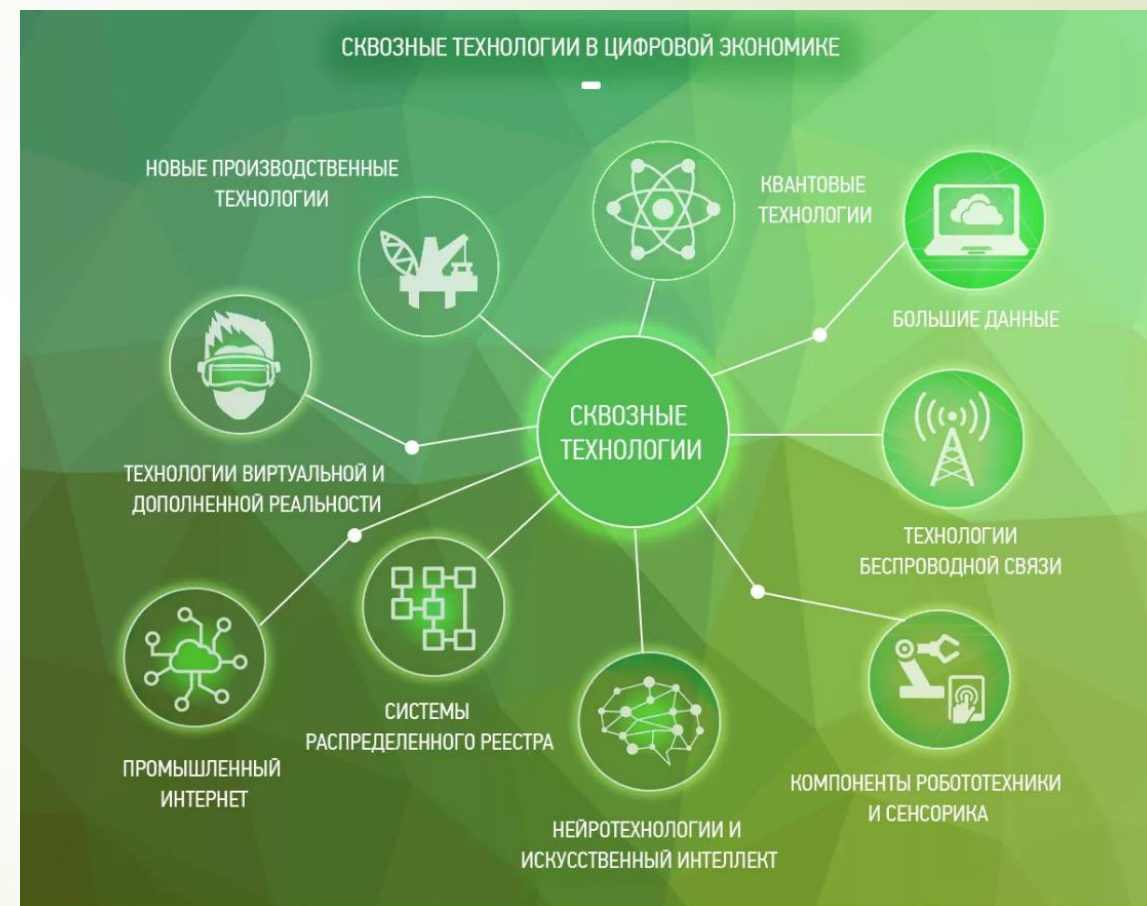 СКВОЗНЫЕ ТЕХНОЛОГИИ В ЦИФРОВОЙ ЭКОНОМИКЕ
НОВЫЕ ПРОИЗВОДСТВЕННЫЕ
ТЕХНОЛОГИИ
КВАНТОВЫЕ
ТЕХНОЛОГИИ
БОЛЬШИЕ ДАННЫЕ
СКВОЗНЫЕ
ТЕХНОЛОГИИ
ТЕХНОЛОГИИ ВИРТУАЛЬНОЙ И
ДОПОЛНЕННОЙ РЕАЛЬНОСТИ
ТЕХНОЛОГИИ
БЕСПРОВОДНОЙ СВЯЗИ
СИСТЕМЫ
РАСПРЕДЕЛЕННОГО РЕЕСТРА
ПРОМЫШЛЕННЫЙ
ИНТЕРНЕТ
КОМПОНЕНТЫ РОБОТОТЕХНИКИ
И СЕНСОРИКА
НЕЙРОТЕХНОЛОГИИ И
ИСКУССТВЕННЫЙ ИНТЕЛЛЕКТ